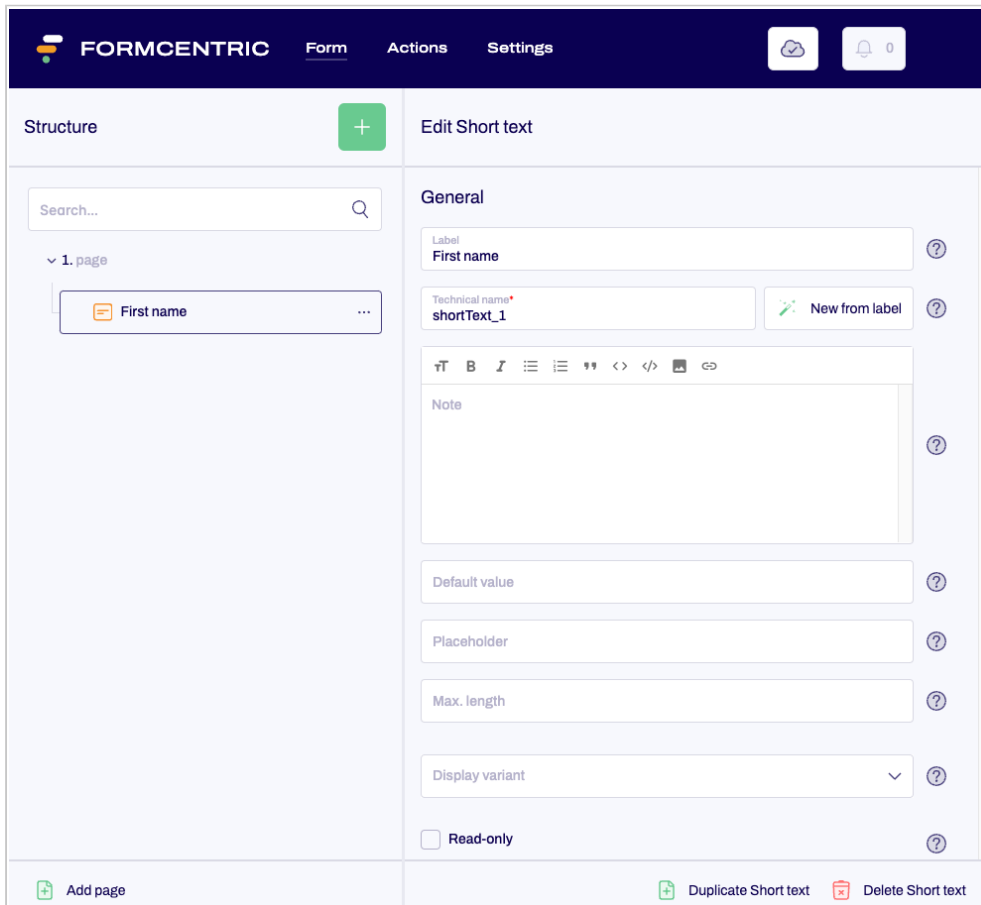 FORMCENTRIC Form Actions Settings 0
Structure
Edit Short text
Search...
1. page
First name
...
General
Label
First name
Technical name*
shortText_1
New from label
Note
Default value
Placeholder
Max. length
Display variant
Read-only
Add page
Duplicate Short text
Delete Short text